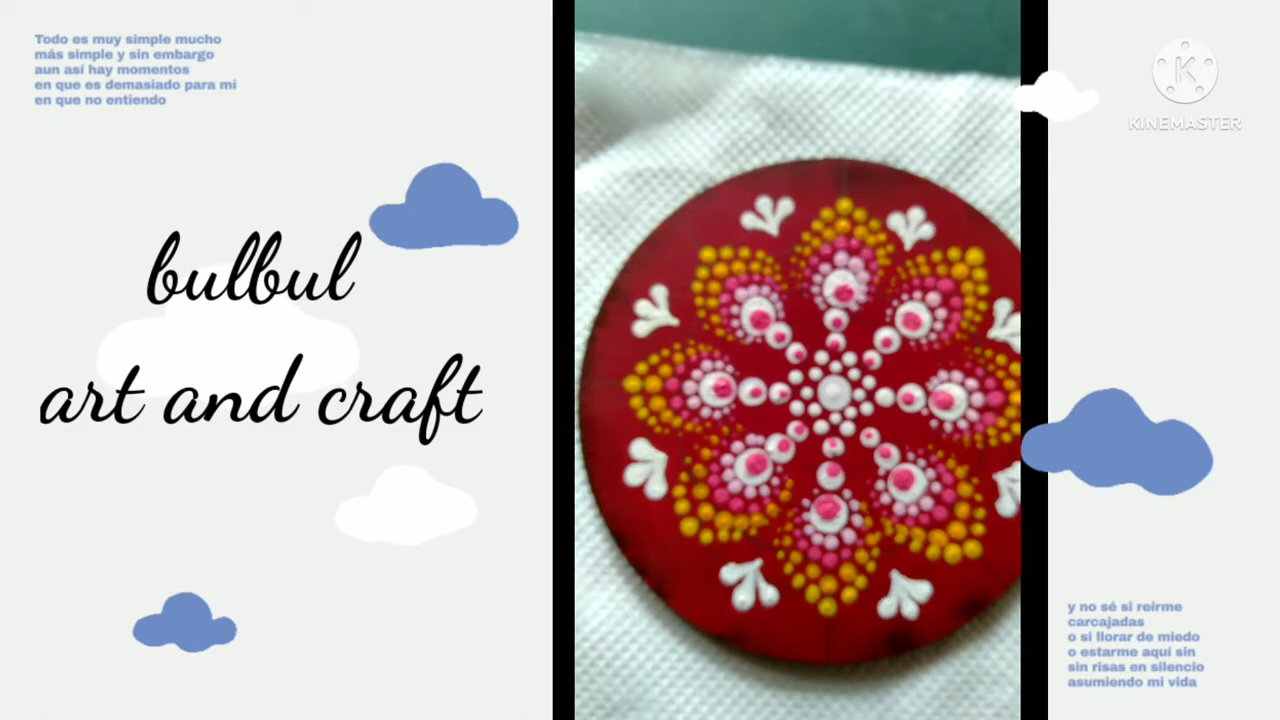 Todo es muy simple mucho
más simple y sin embargo
aun así hay momentos
en que es demasiado para mí
en que no entiendo
bulbul
art and craft
K
KINEMASTER
y no sé si reírme
carcajadas
o si llorar de miedo
o estarme aquí sin
sin risas en silencio
asumiendo mi vida